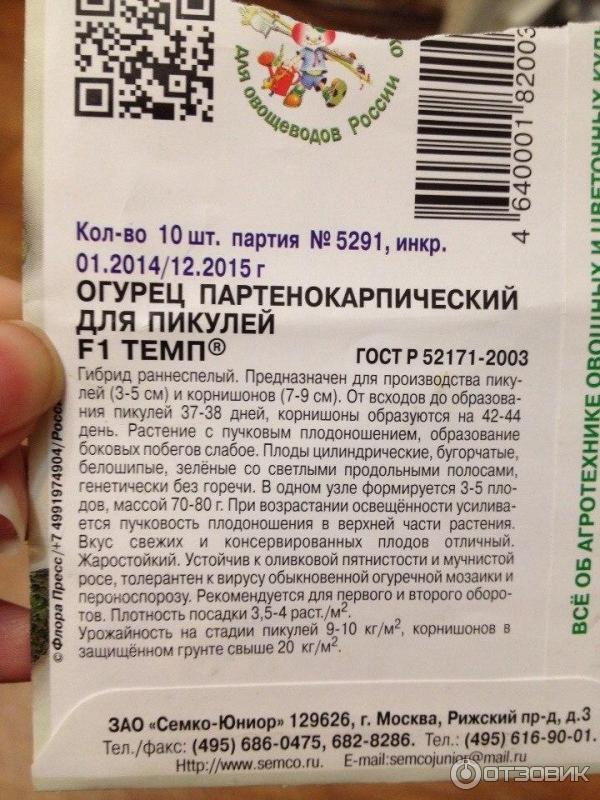 для овощеводов России
4 640001 82003
Кол-во 10 шт. партия № 5291, инкр.
01.2014/12.2015 г
ОГУРЕЦ ПАРТЕНОКАРПИЧЕСКИЙ
ДЛЯ ПИКУЛЕЙ
F1 ТЕМП®
ГОСТ Р 52171-2003
Гибрид раннеспелый. Предназначен для производства пику-
лей (3-5 см) и корнишонов (7-9 см). От всходов до образова-
ния пикулей 37-38 дней, корнишоны образуются на 42-44
день. Растение с пучковым плодоношением, образование
боковых побегов слабое. Плоды цилиндрические, бугорчатые,
белошипые, зелёные со светлыми продольными полосами,
генетически без горечи. В одном узле формируется 3-5 пло-
дов, массой 70-80 г. При возрастании освещённости усилива-
ется пучковость плодоношения в верхней части растения.
Вкус свежих и консервированных плодов отличный.
Жаростойкий. Устойчив к оливковой пятнистости и мучнистой
росе, толерантен к вирусу обыкновенной огуречной мозаики и
пероноспорозу. Рекомендуется для первого и второго оборо-
тов. Плотность посадки 3,5-4 раст./м².
Урожайность на стадии пикулей 9-10 кг/м², корнишонов в
защищённом грунте свыше 20 кг/м².
ЗАО «Семко-Юниор» 129626, г. Москва, Рижский пр-д, д.3
Тел./факс: (495) 686-0475, 682-8286. Тел.: (495) 616-90-01.
Http://www.semco.ru. E-mail:semcojunior@mail.ru
© Флора Пресс/+7 4991974904/
ВСЁ ОБ АГРОТЕХНИКЕ ОВОЩНЫХ И ЦВЕТОЧНЫХ
ОТЗОВИК